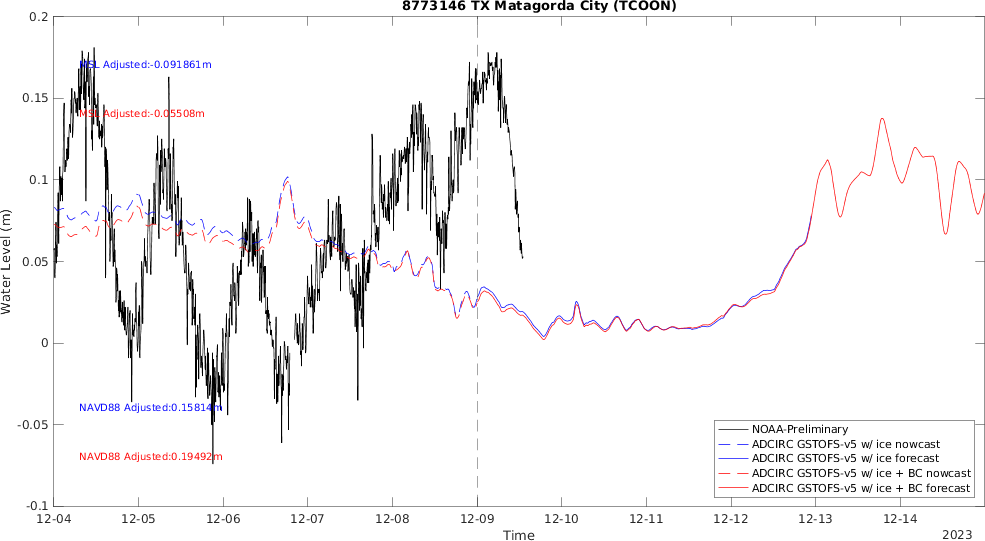 8773146 TX Matagorda City (TCOON)
0.2
MSL Adjusted:-0.091861m
0.15
MSL Adjusted:-0.05508m
0.1
0.05
Water Level (m)
0
NAVD88 Adjusted:0.15814m
-0.05
NAVD88 Adjusted:0.19492m
-0.1
NOAA-Preliminary
ADCIRC GSTOFS-v5 w/ ice nowcast
ADCIRC GSTOFS-v5 w/ ice forecast
ADCIRC GSTOFS-v5 w/ ice + BC nowcast
ADCIRC GSTOFS-v5 w/ ice + BC forecast
12-04 12-05 12-06 12-07 12-08 12-09 12-10 12-11 12-12 12-13 12-14
Time
2023